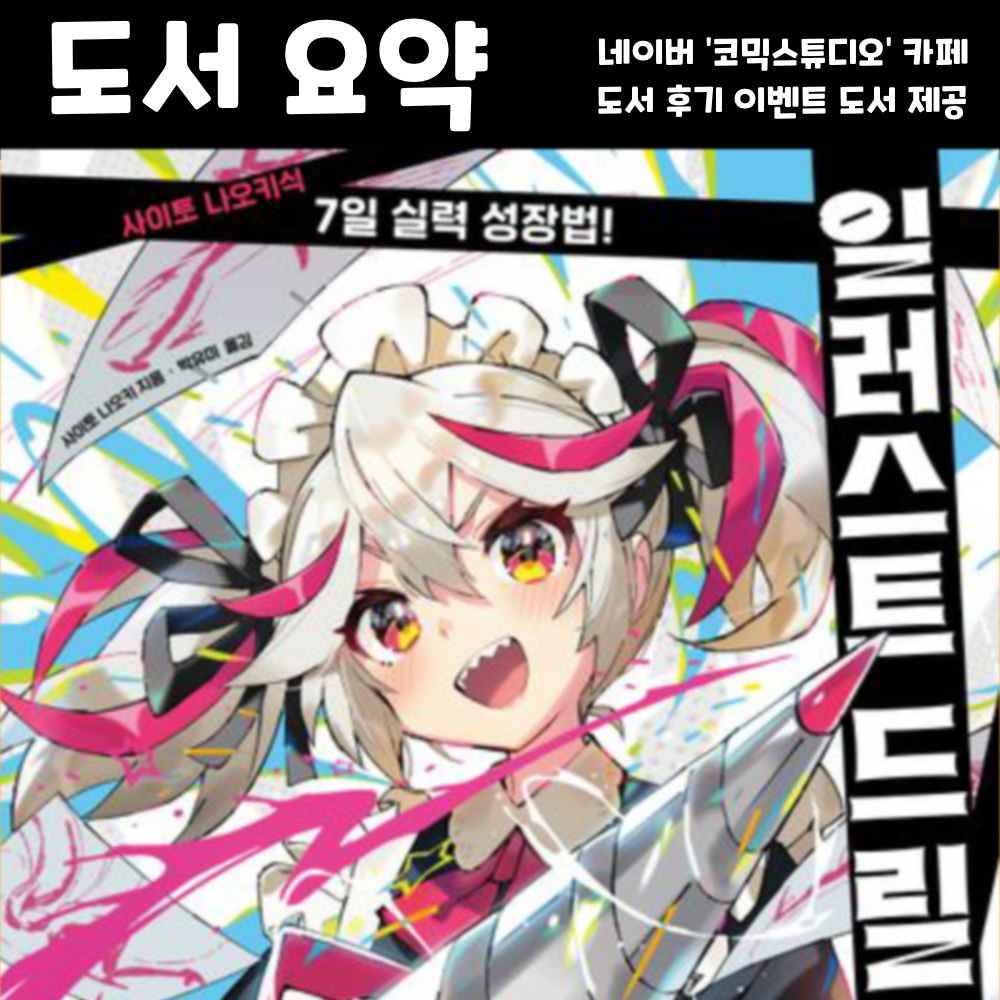 도서 요약
네이버 '코믹스튜디오' 카페
도서 후기 이벤트 도서 제공
사이토 나오키식
7일 실력 성장법!
사이토 나오키 지음 · 박유미 옮김
일러스트 드릴